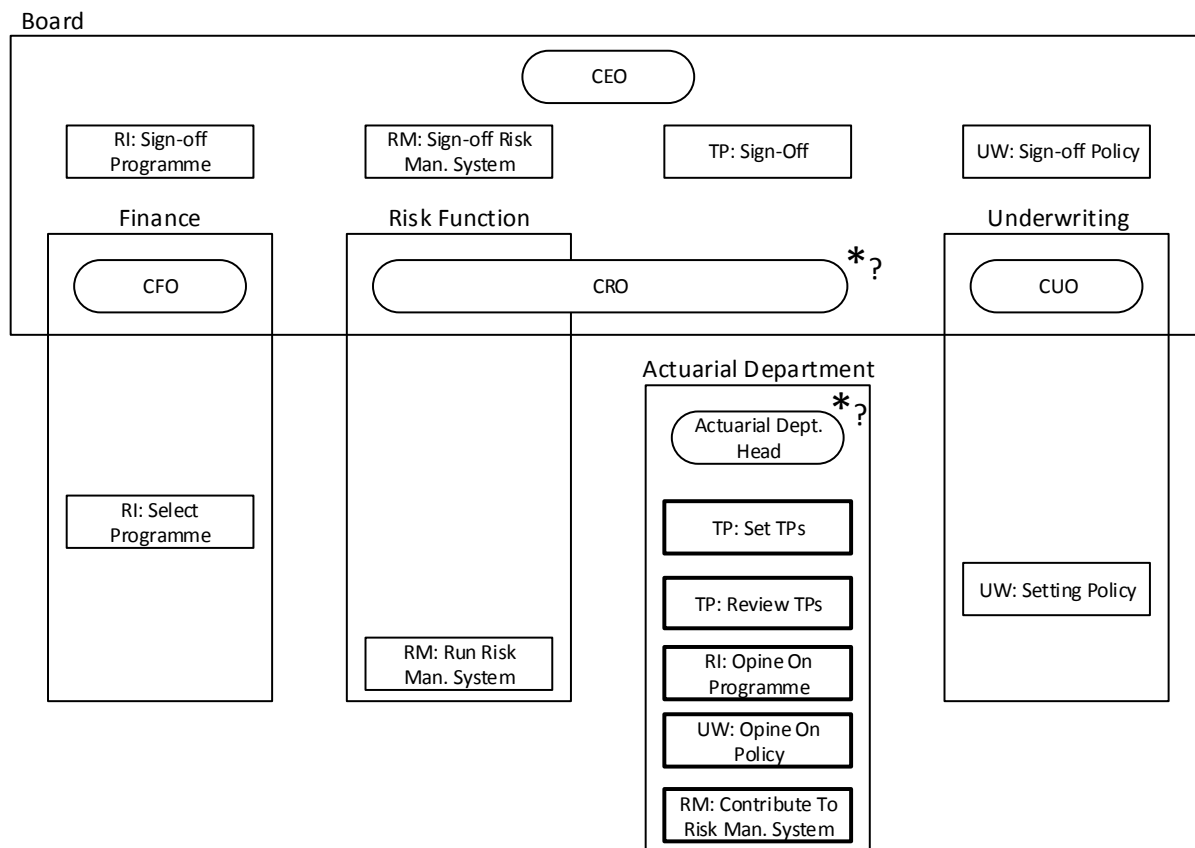 Board
CEO
RI: Sign-off
Programme
RM: Sign-off Risk
Man. System
TP: Sign-Off
UW: Sign-off Policy
Finance
Risk Function
Underwriting
CFO
CRO
*?
CUO
Actuarial Department
*?
Actuarial Dept.
Head
RI: Select
Programme
TP: Set TPs
TP: Review TPs
UW: Setting Policy
RM: Run Risk
Man. System
RI: Opine On
Programme
UW: Opine On
Policy
RM: Contribute To
Risk Man. System